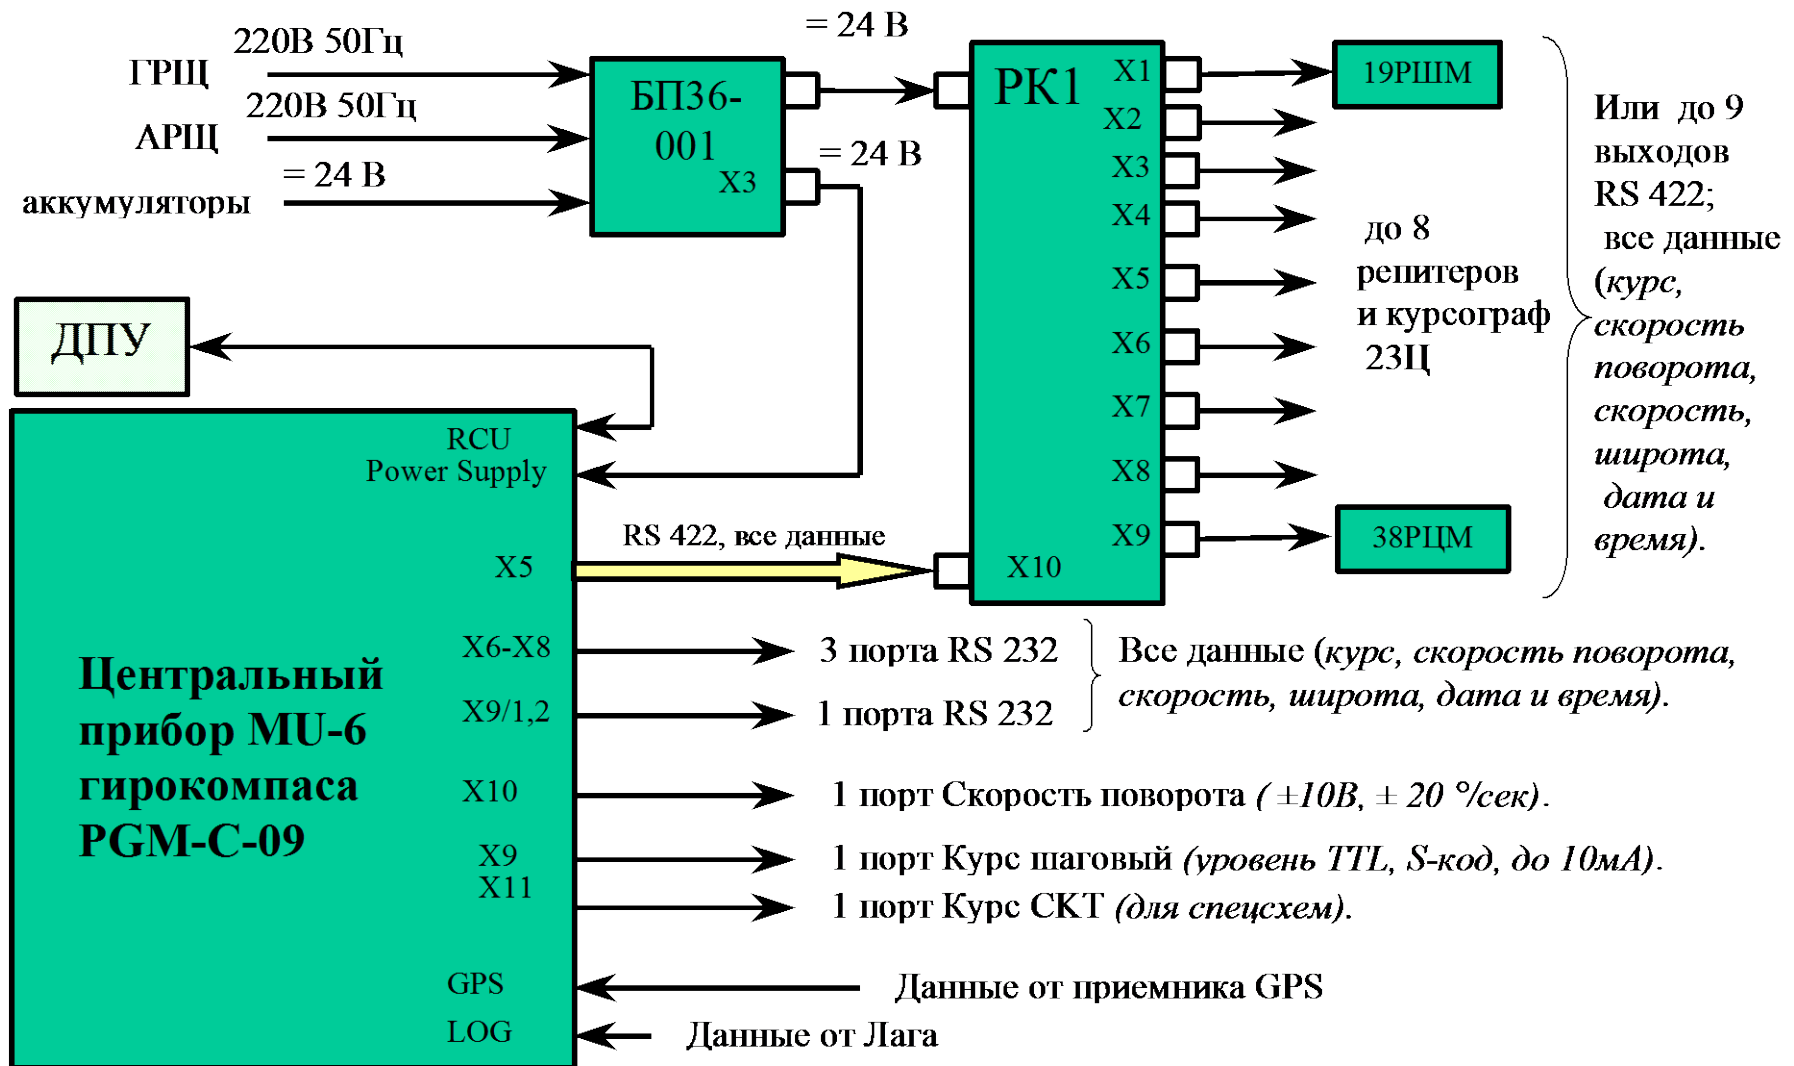 = 24 В
220В 50Гц
ГРЩ
220В 50Гц
АРЩ
= 24 В
аккумуляторы
БП36-
001
X3
= 24 В
РК1
X1
X2
X3
X4
X5
X6
X7
X8
X9
X10
19РШМ
до 8
репитеров
и курсограф
23Ц
38РЦМ
Или до 9
выходов
RS 422;
все данные
(курс,
скорость
поворота,
скорость,
широта,
дата и
время).
ДПУ
RCU
Power Supply
RS 422, все данные
X5
X6-X8
3 порта RS 232
X9/1,2
1 порта RS 232
Все данные (курс, скорость поворота,
скорость, широта, дата и время).
Центральный
прибор MU-6
гирокомпаса
PGM-C-09
X10
1 порт Скорость поворота ( ±10В, ± 20 °/сек).
X9
1 порт Курс шаговый (уровень TTL, S-код, до 10мА).
X11
1 порт Курс СКТ (для спецсхем).
GPS
Данные от приемника GPS
LOG
Данные от Лага